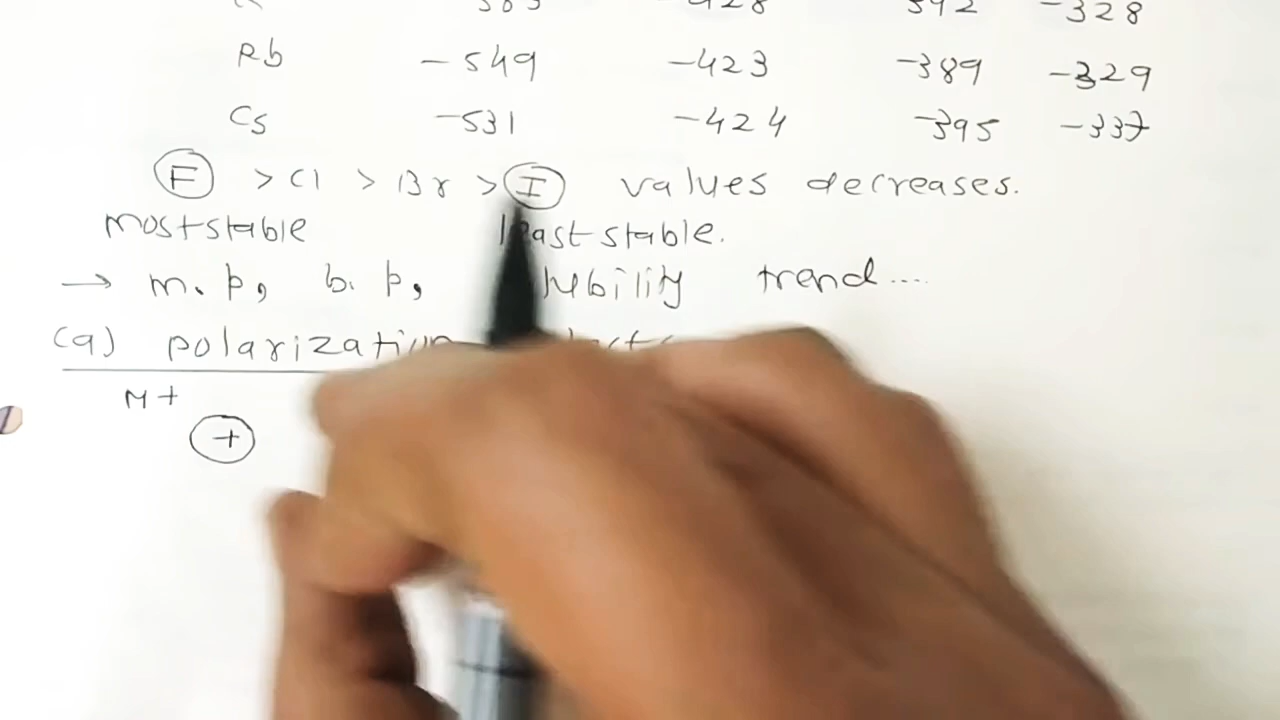 -328
Rb -549 -423 -389 -329
Cs -531 -424 -395 -337
F > Cl > Br > I values decreases.
most stable least stable.
→ m.p, b.p, trend....
(a) polarization
M+
+